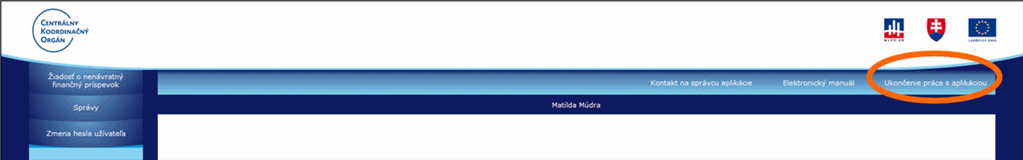 CENTRÁLNY
KOORDINAČNÝ
ORGÁN
Žiadosť o nenávratný
finančný príspevok
Kontakt na správcu aplikácie
Elektronický manuál
Ukončenie práce s aplikáciou
Správy
Matilda Múdra
Zmena hesla užívateľa